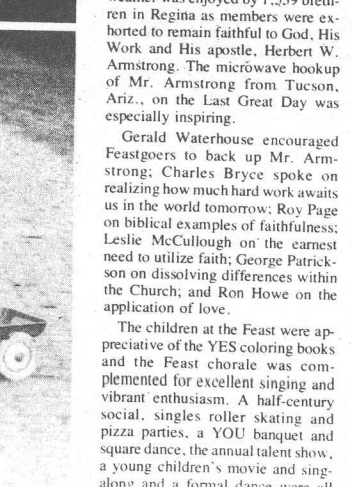 weather was enjoyed by 1,539 breth-
ren in Regina as members were ex-
horted to remain faithful to God, His
Work and His apostle, Herbert W.
Armstrong. The microwave hookup
of Mr. Armstrong from Tucson,
Ariz., on the Last Great Day was
especially inspiring.
Gerald Waterhouse encouraged
Feastgoers to back up Mr. Arm-
strong; Charles Bryce spoke on
realizing how much hard work awaits
us in the world tomorrow; Roy Page
on biblical examples of faithfulness;
Leslie McCullough on the earnest
need to utilize faith; George Patrick-
son on dissolving differences within
the Church; and Ron Howe on the
application of love.
The children at the Feast were ap-
preciative of the YES coloring books
and the Feast chorale was com-
plemented for excellent singing and
vibrant enthusiasm. A half-century
social, singles roller skating and
pizza parties, a YOU banquet and
square dance, the annual talent show,
a young children's movie and sing-
along and a formal dance were all